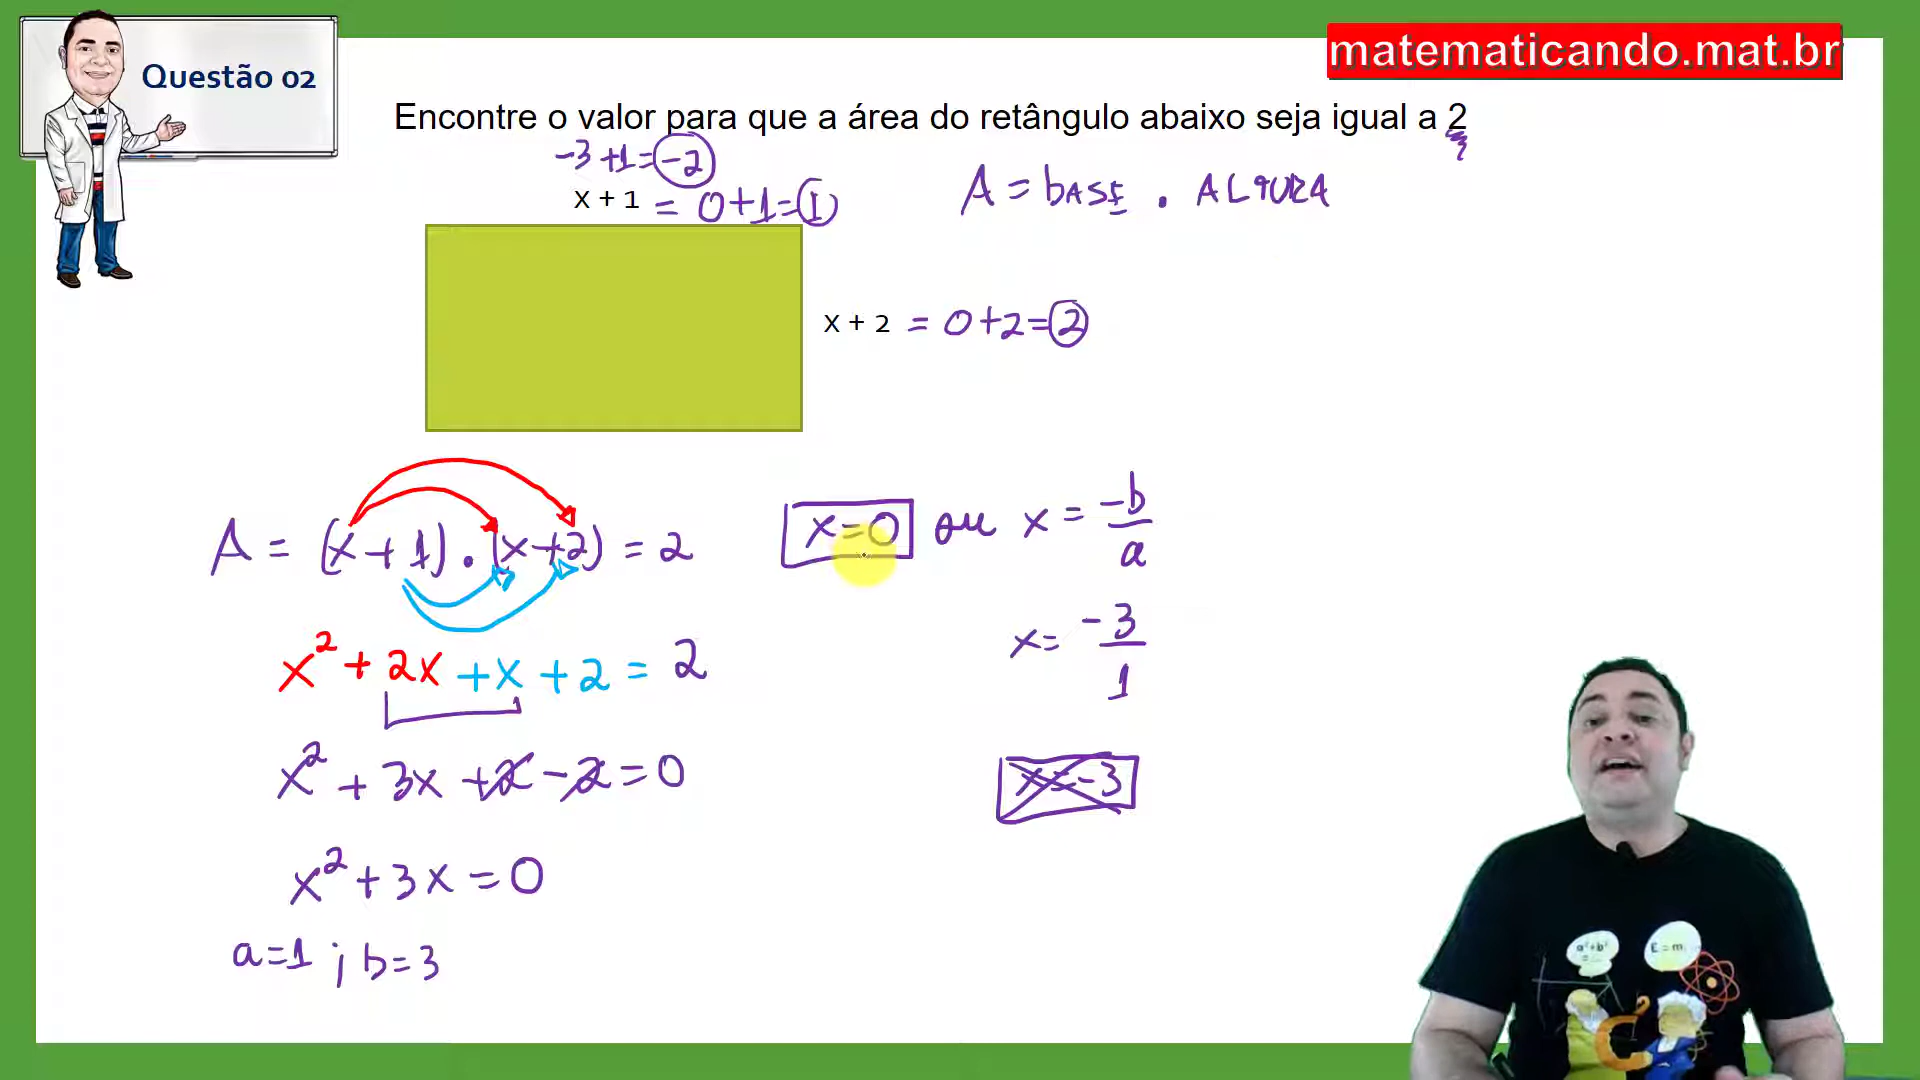 Questão 02
matematicando.mat.br
Encontre o valor para que a área do retângulo abaixo seja igual a 2
-3+1=-2
x + 1 = 0+1=1
A = BASE . ALTURA
x + 2 = 0+2=2
A = (x+1).(x+2) = 2
x² + 2x + x + 2 = 2
x² + 3x +2 -2 = 0
x² + 3x = 0
a=1 ; b=3
x=0 ou x = -b/a
x = -3/1
x=-3
a²+b²
E=m